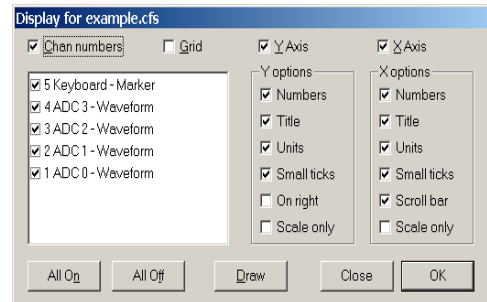 Display for example.cfs
Chan numbers Grid Y Axis X Axis
5 Keyboard - Marker
4 ADC 3 - Waveform
3 ADC 2 - Waveform
2 ADC 1 - Waveform
1 ADC 0 - Waveform
Y options
Numbers
Title
Units
Small ticks
On right
Scale only
X options
Numbers
Title
Units
Small ticks
Scroll bar
Scale only
All On All Off Draw Close OK